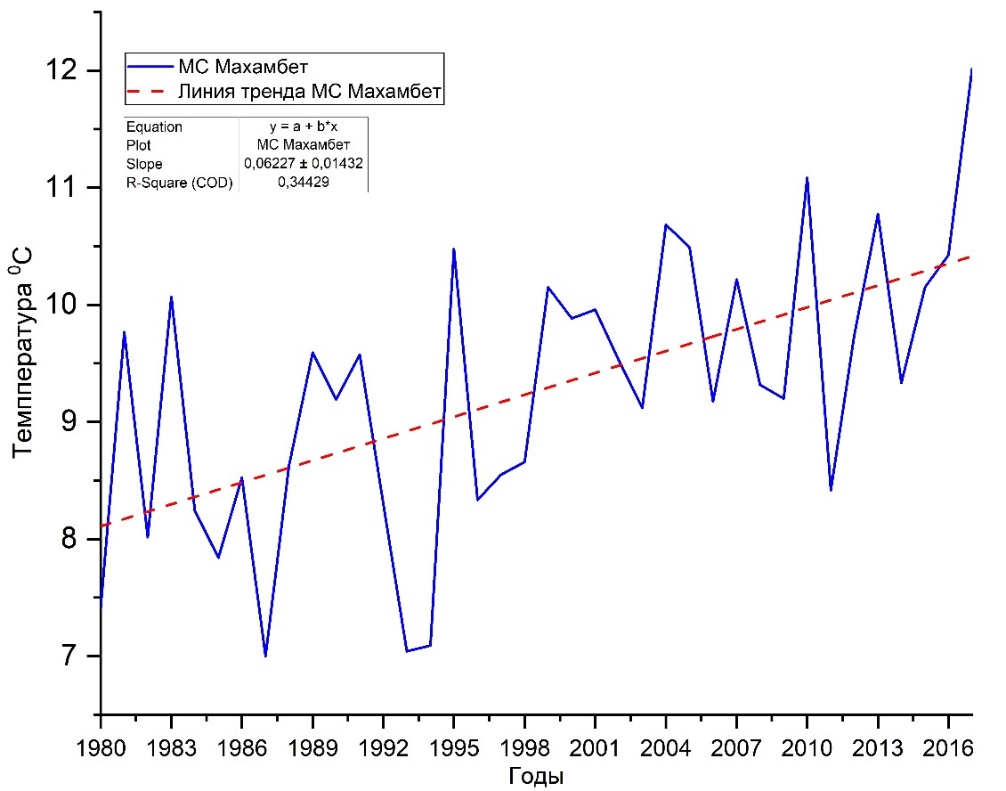 МС Махамбет
Линия тренда МС Махамбет
Equation y = a + b*x
Plot МС Махамбет
Slope 0,06227 ± 0,01432
R-Square (COD) 0,34429
Температура ⁰C
12
11
10
9
8
7
1980 1983 1986 1989 1992 1995 1998 2001 2004 2007 2010 2013 2016
Годы